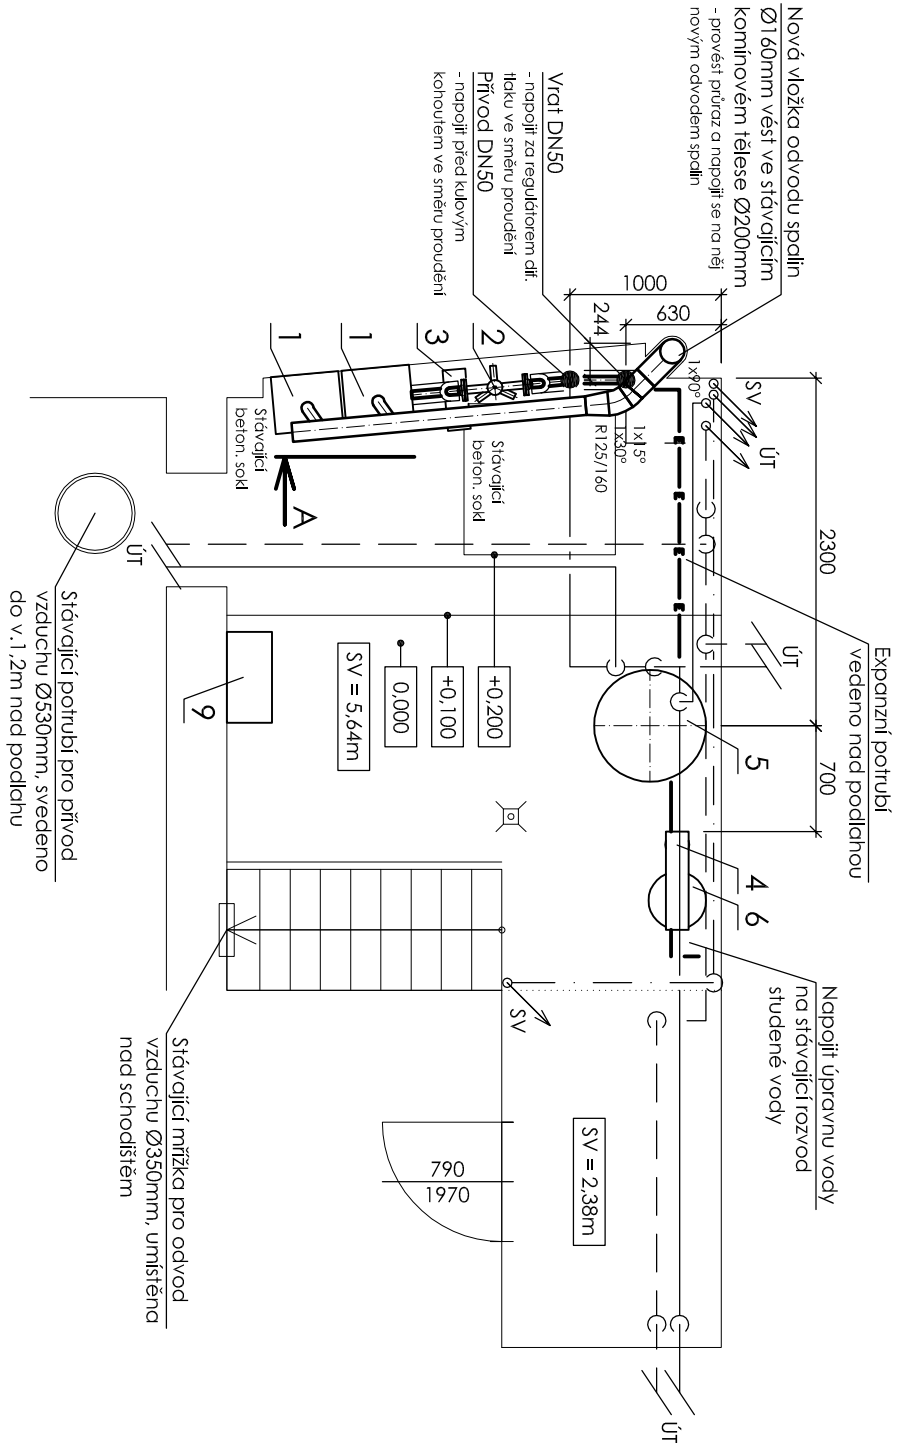 Nová vložka odvodu spalin
Ø160mm vést ve stávajícím
komínovém tělese Ø200mm
- provést průraz a napojit se na něj
novým odvodem spalin
Vrat DN50
- napojit za regulátorem dif.
tlaku ve směru proudění
Přívod DN50
- napojit před kulovým
kohoutem ve směru proudění
1000
630
244
1x90°
1x15°
1x30°
R125/160
SV
ÚT
2300
700
ÚT
Expanzní potrubí
vedeno nad podlahou
1
1
3
2
Stávající
beton. sokl
Stávající
beton. sokl
A
ÚT
+0,200
+0,100
0,000
SV = 5,64m
5
4
6
9
Napojit úpravnu vody
na stávající rozvod
studené vody
SV
SV = 2,38m
790
1970
ÚT
Stávající potrubí pro přívod
vzduchu Ø530mm, svedeno
do v.1,2m nad podlahu
Stávající mřížka pro odvod
vzduchu Ø350mm, umístěna
nad schodištěm